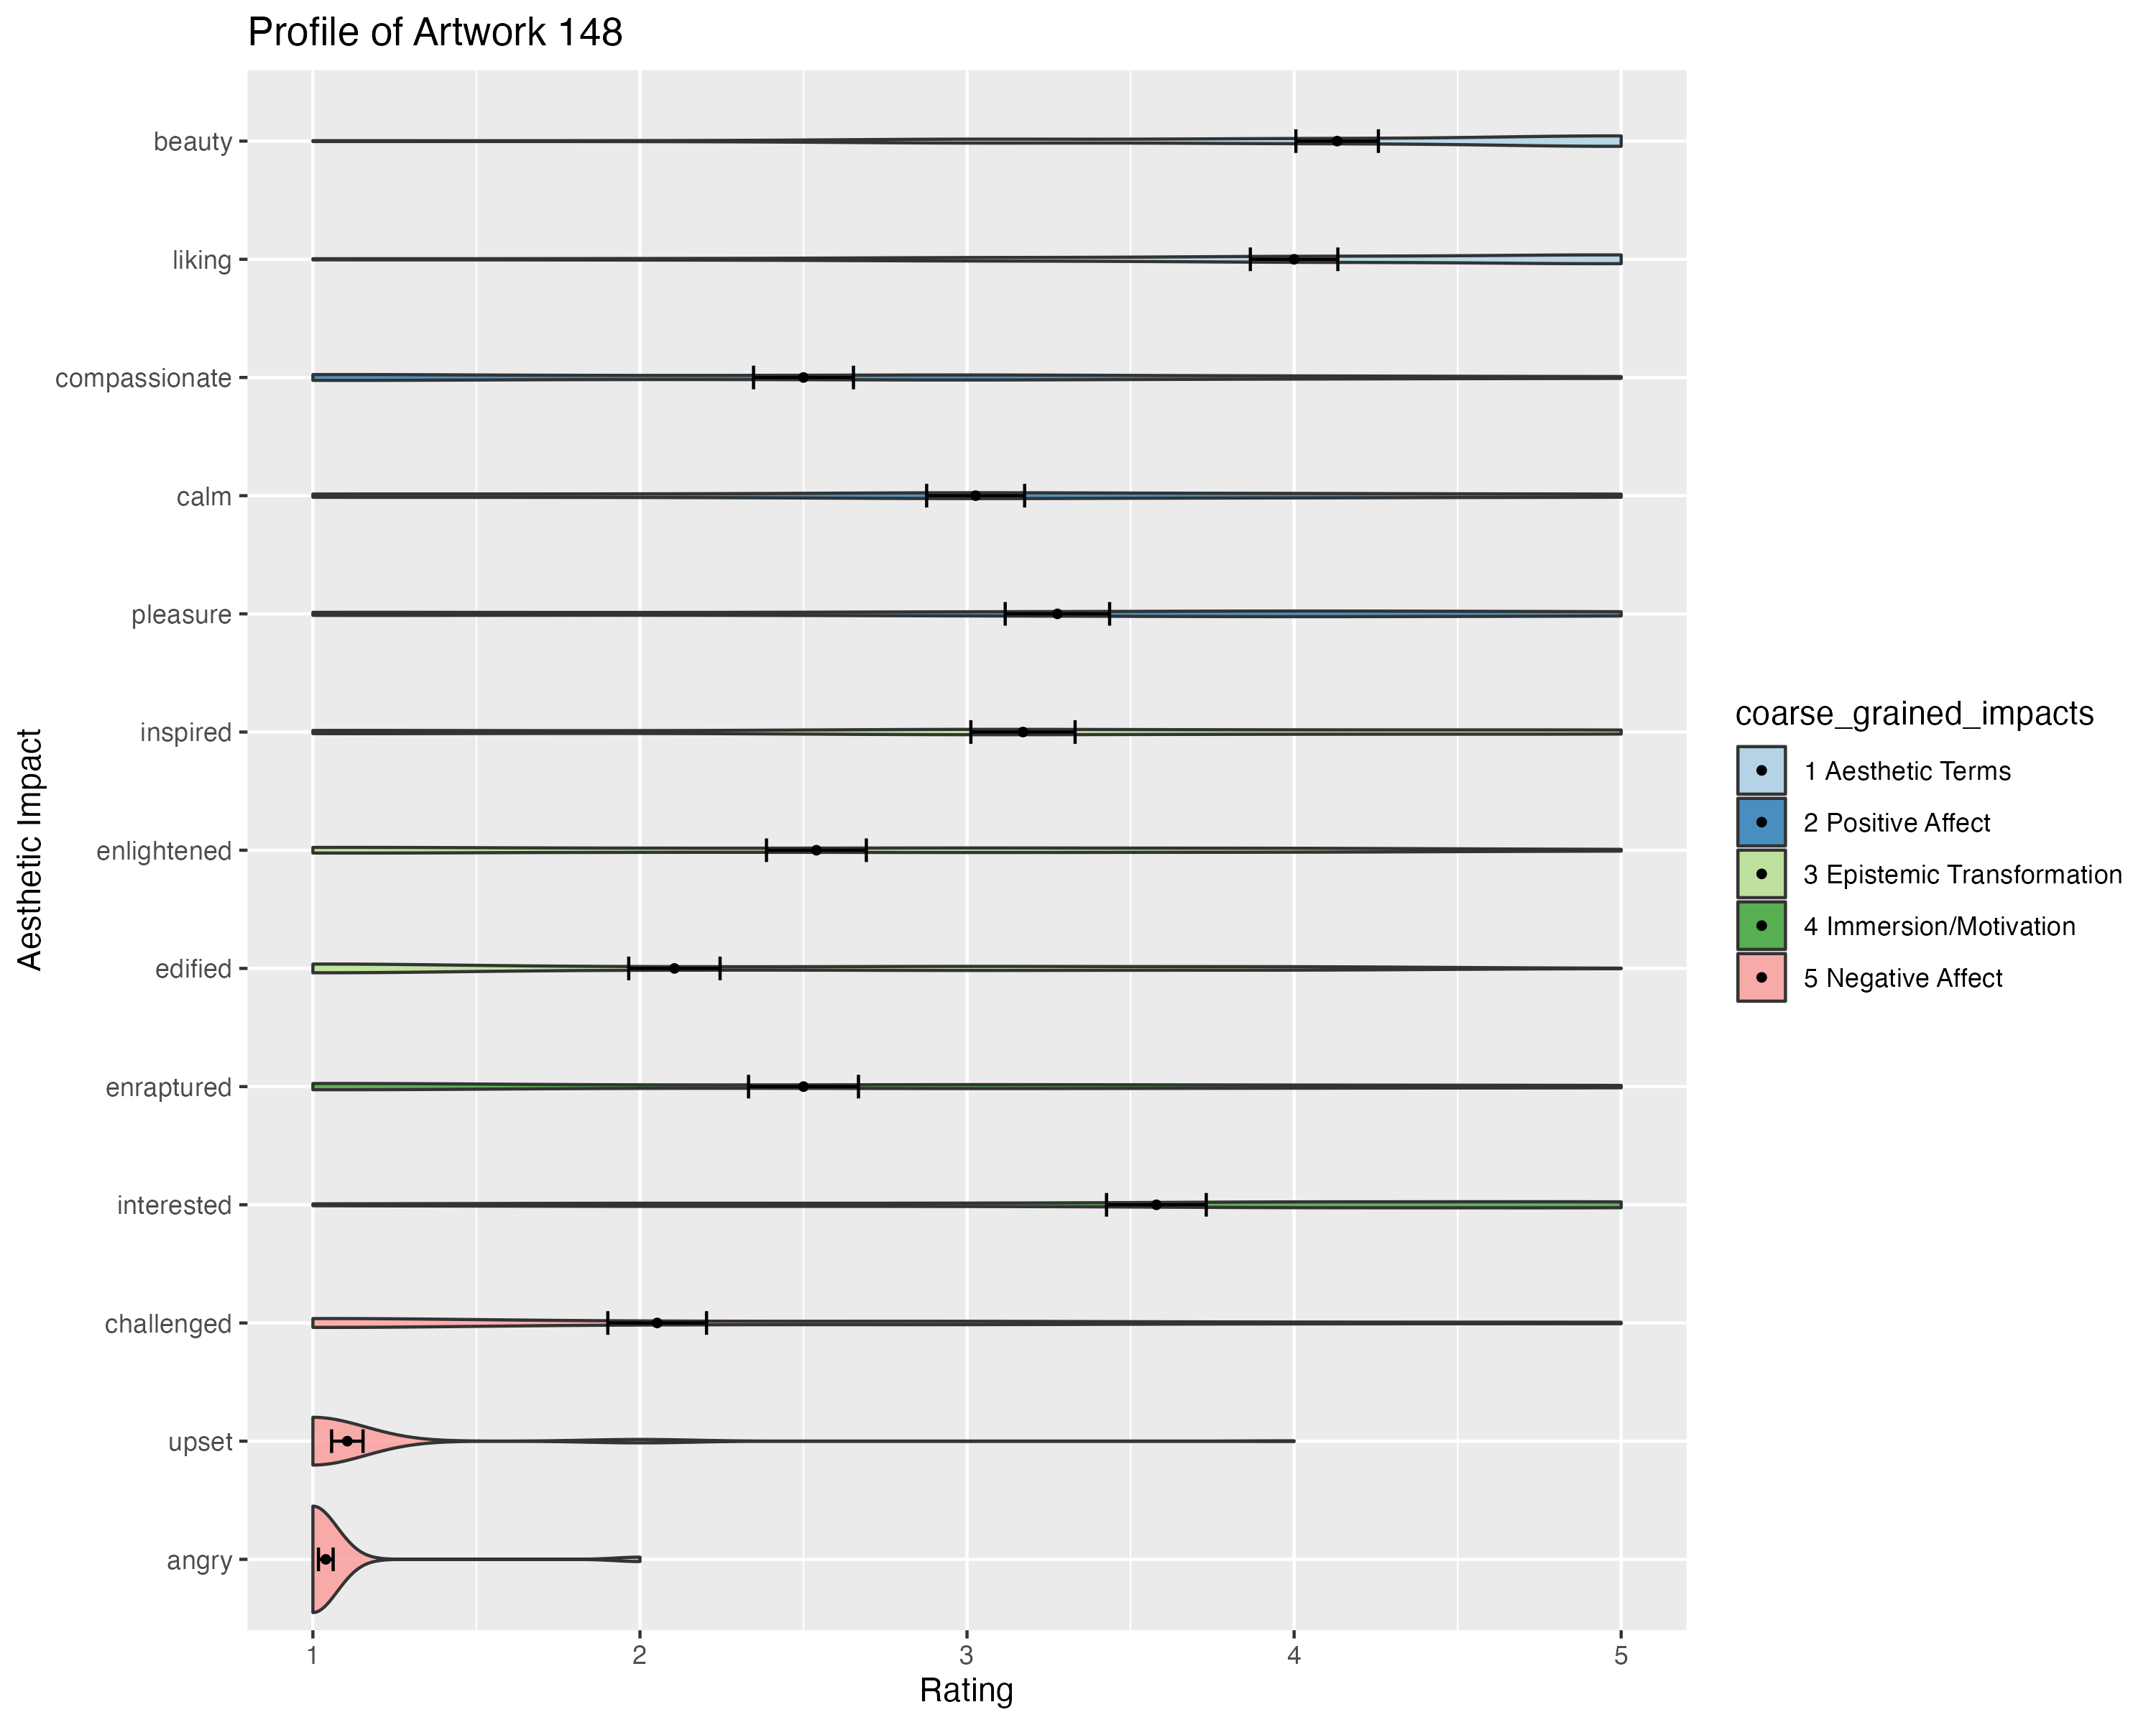 Profile of Artwork 148
Aesthetic Impact
beauty
liking
compassionate
calm
pleasure
inspired
enlightened
edified
enraptured
interested
challenged
upset
angry
1 2 3 4 5
Rating
coarse_grained_impacts
1 Aesthetic Terms
2 Positive Affect
3 Epistemic Transformation
4 Immersion/Motivation
5 Negative Affect